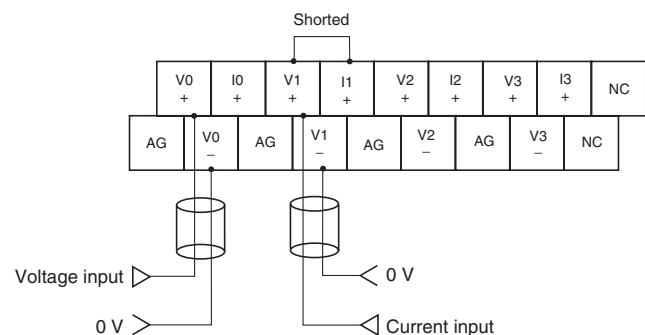 Shorted
V0 I0 V1 I1 V2 I2 V3 I3 NC
+ + + + + + + +
AG V0 AG V1 AG V2 AG V3 NC
– – – –
Voltage input
0 V
0 V
Current input